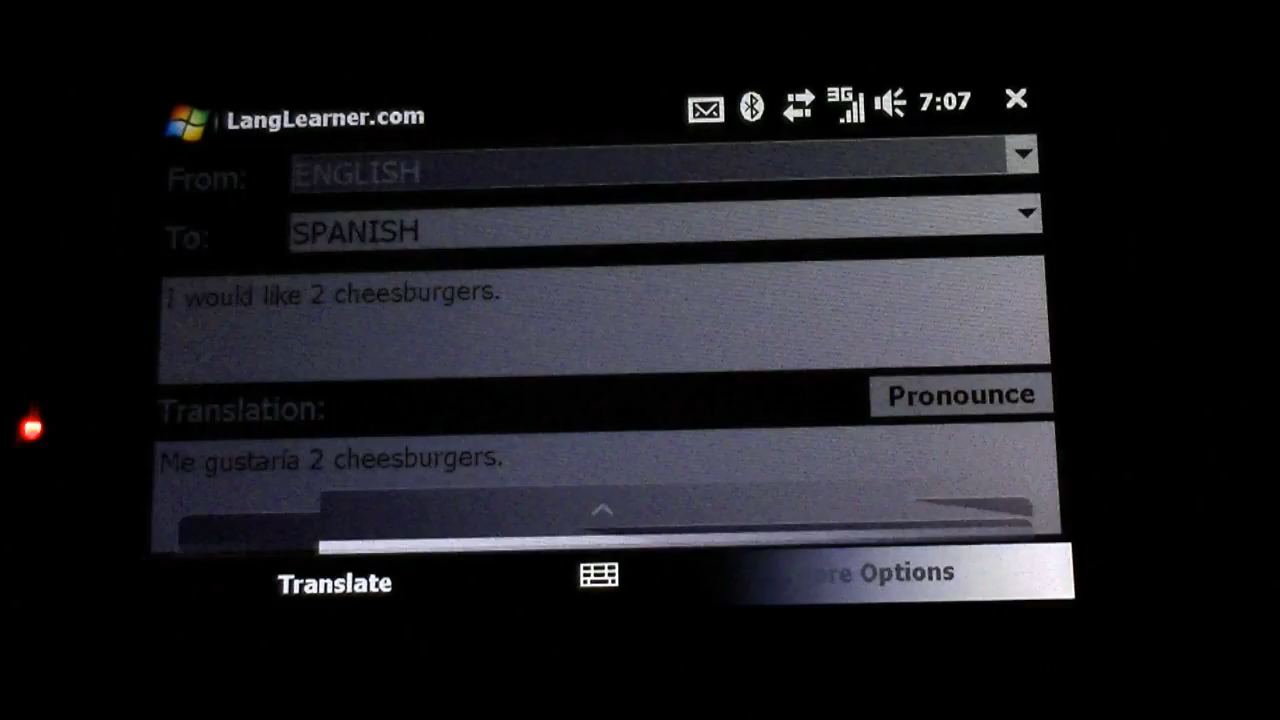 LangLearner.com 3G 7:07
From: ENGLISH
To: SPANISH
I would like 2 cheesburgers.
Translation: Pronounce
Me gustaría 2 cheesburgers.
Translate Options